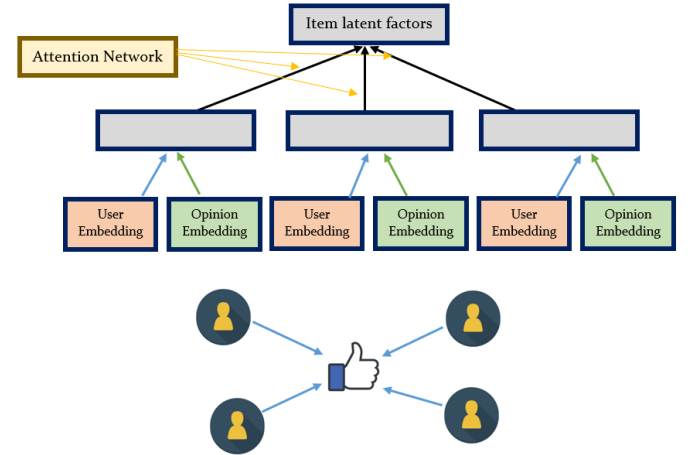 Item latent factors
Attention Network
User
Embedding
Opinion
Embedding
User
Embedding
Opinion
Embedding
User
Embedding
Opinion
Embedding